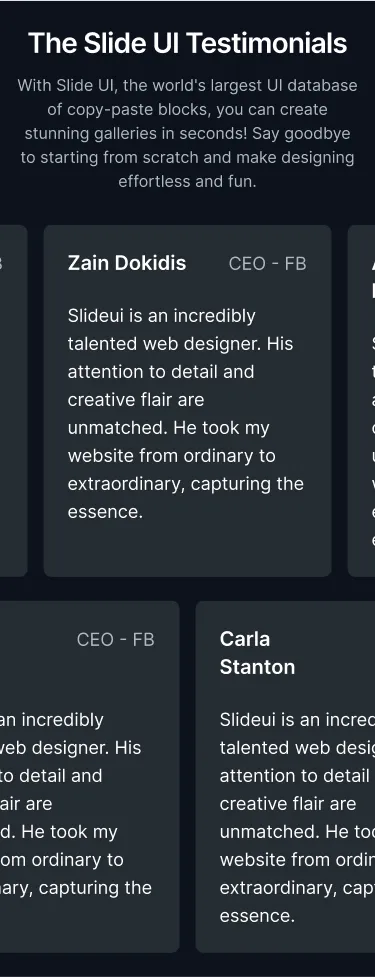 The Slide UI Testimonials
With Slide UI, the world's largest UI database
of copy-paste blocks, you can create
stunning galleries in seconds! Say goodbye
to starting from scratch and make designing
effortless and fun.
Zain Dokidis CEO - FB
Slideui is an incredibly
talented web designer. His
attention to detail and
creative flair are
unmatched. He took my
website from ordinary to
extraordinary, capturing the
essence.
CEO - FB
an incredibly
web designer. His
to detail and
air are
d. He took my
om ordinary to
nary, capturing the
Carla
Stanton
Slideui is an incred
talented web desig
attention to detail
creative flair are
unmatched. He too
website from ordin
extraordinary, cap
essence.